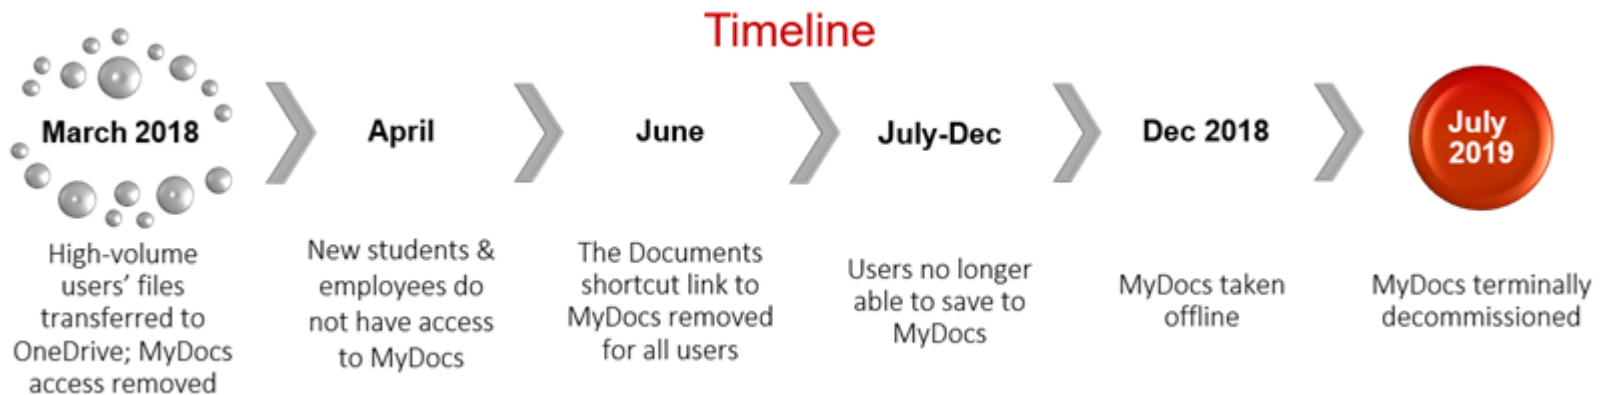 Timeline
March 2018
High-volume
users’ files
transferred to
OneDrive; MyDocs
access removed
April
New students &
employees do
not have access
to MyDocs
June
The Documents
shortcut link to
MyDocs removed
for all users
July-Dec
Users no longer
able to save to
MyDocs
Dec 2018
MyDocs taken
offline
July
2019
MyDocs terminally
decommissioned